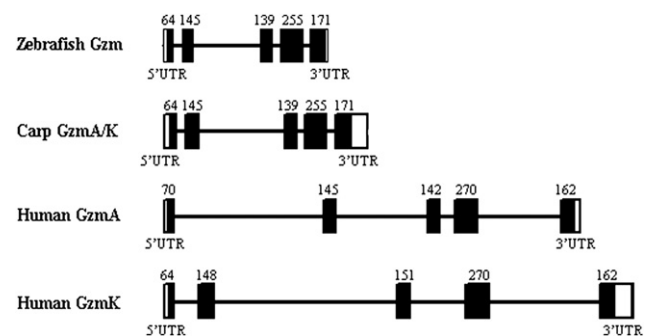 64 145 139 255 171
Zebrafish Gzm
5'UTR 3'UTR
64 145 139 255 171
Carp GzmA/K
5'UTR 3'UTR
70 145 142 270 162
Human GzmA
5'UTR 3'UTR
64 148 151 270 162
Human GzmK
5'UTR 3'UTR